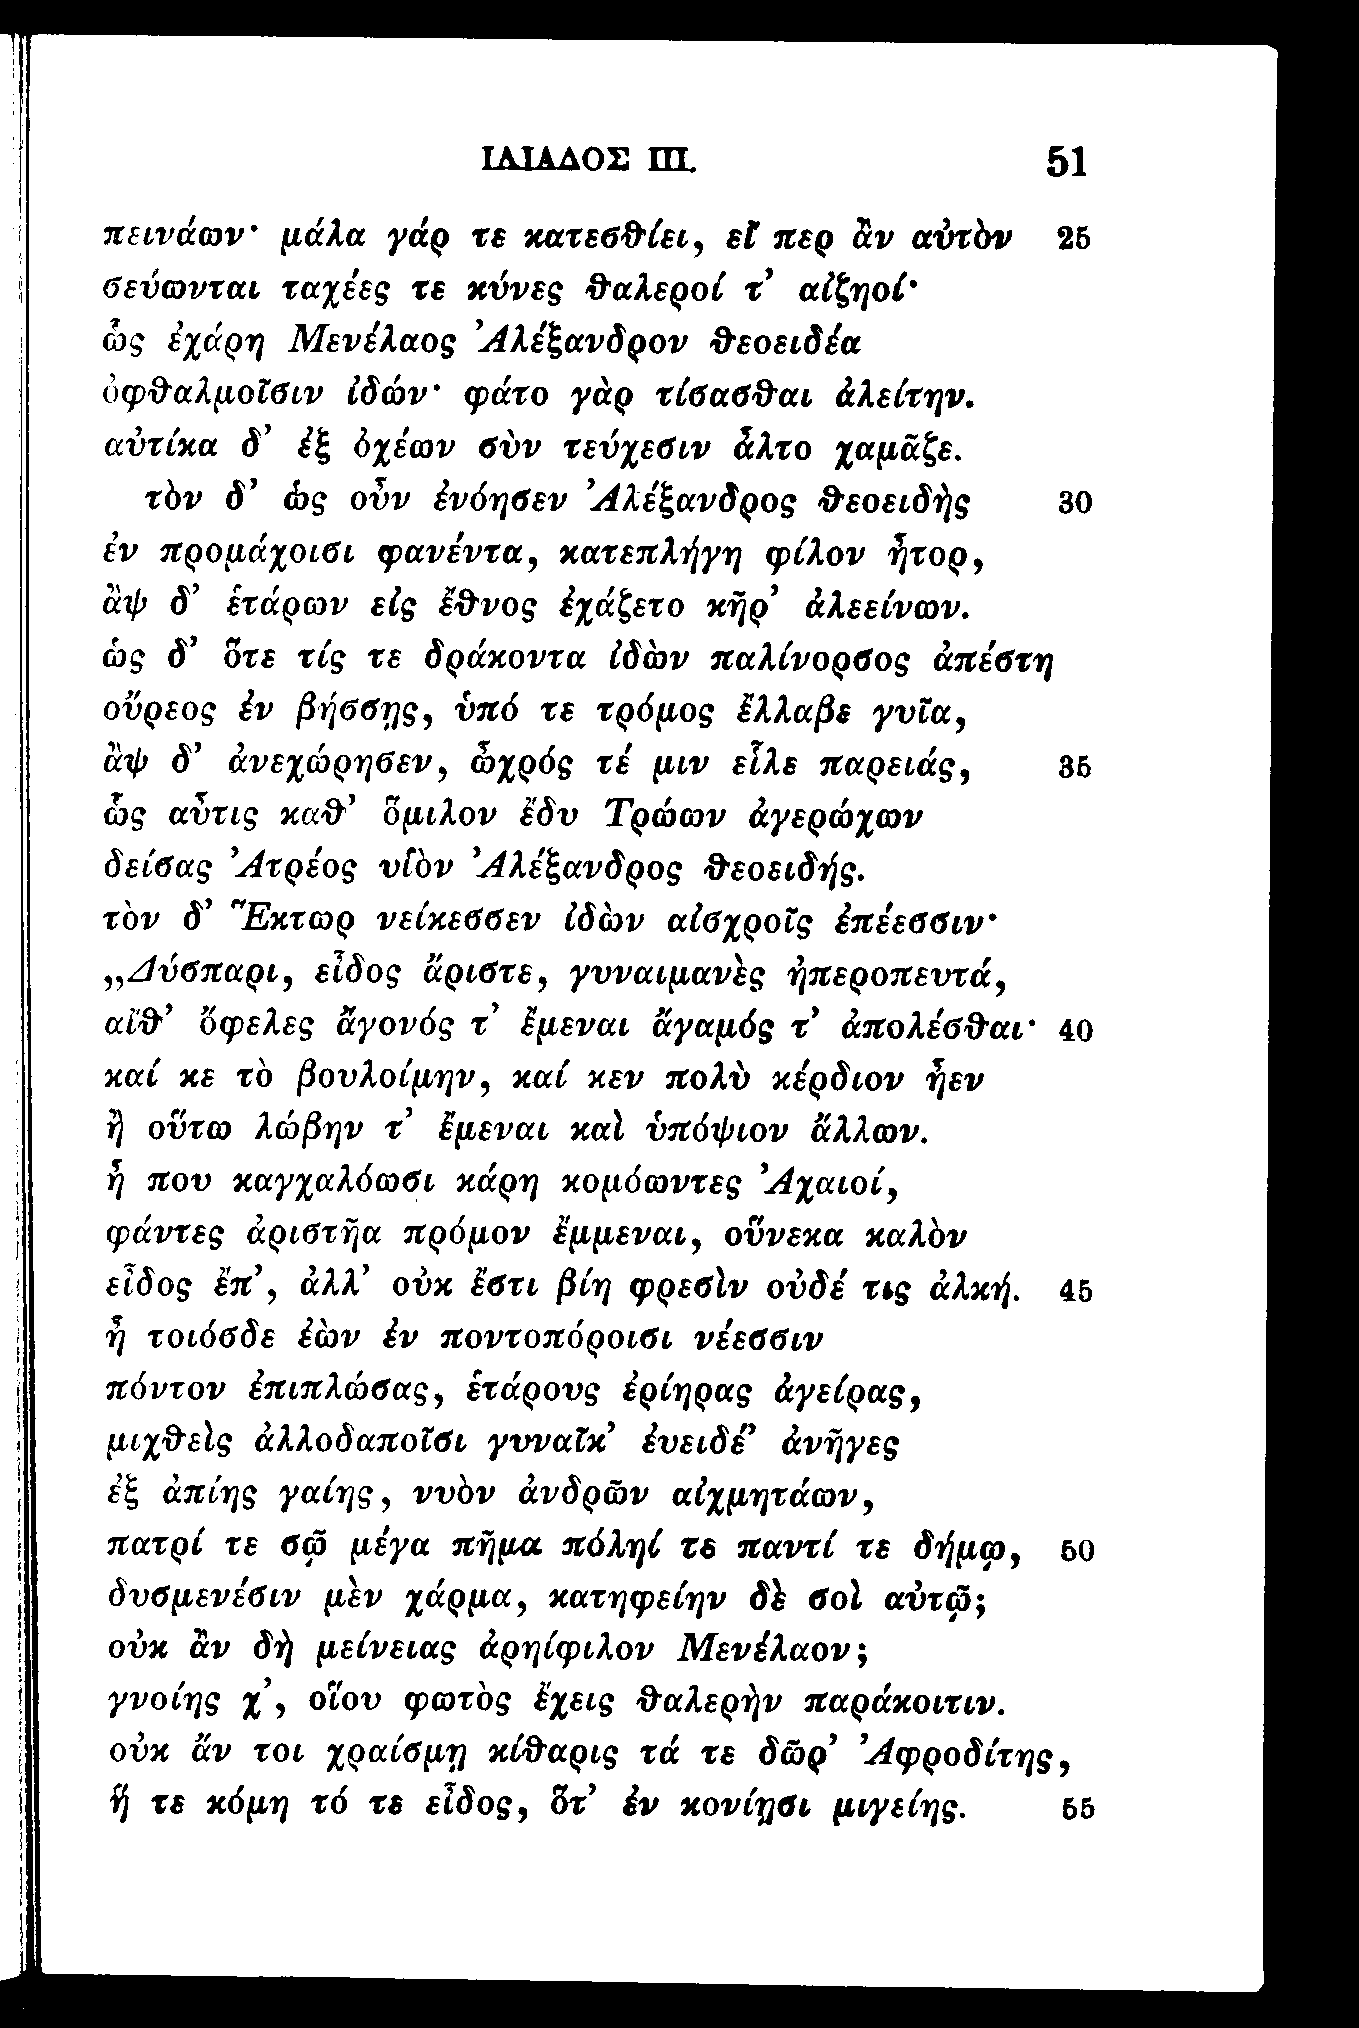 ΙΛΙΑΔΟΣ III. 51
πεινάων· μάλα γάρ τε κατεσθίει, εἴ περ ἂν αὐτὸν 25
σεύωνται ταχέες τε κύνες θαλεροί τ’ αἰζηοί·
ὣς ἐχάρη Μενέλαος Ἀλέξανδρον θεοειδέα
ὀφθαλμοῖσιν ἰδών· φάτο γὰρ τίσασθαι ἀλείτην.
αὐτίκα δ’ ἐξ ὀχέων σὺν τεύχεσιν ἆλτο χαμᾶζε.
τὸν δ’ ὡς οὖν ἐνόησεν Ἀλέξανδρος θεοειδὴς 30
ἐν προμάχοισι φανέντα, κατεπλήγη φίλον ἦτορ,
ἂψ δ’ ἑτάρων εἰς ἔθνος ἐχάζετο κῆρ’ ἀλεείνων.
ὡς δ’ ὅτε τίς τε δράκοντα ἰδὼν παλίνορσος ἀπέστη
οὔρεος ἐν βήσσῃς, ὑπό τε τρόμος ἔλλαβε γυῖα,
ἂψ δ’ ἀνεχώρησεν, ὦχρός τέ μιν εἷλε παρειάς, 35
ὣς αὖτις καθ’ ὅμιλον ἔδυ Τρώων ἀγερώχων
δείσας Ἀτρέος υἱὸν Ἀλέξανδρος θεοειδής.
τὸν δ’ Ἕκτωρ νείκεσσεν ἰδὼν αἰσχροῖς ἐπέεσσιν·
„Δύσπαρι, εἶδος ἄριστε, γυναιμανὲς ἠπεροπευτά,
αἴθ’ ὄφελες ἄγονός τ’ ἔμεναι ἄγαμός τ’ ἀπολέσθαι· 40
καί κε τὸ βουλοίμην, καί κεν πολὺ κέρδιον ἦεν
ἢ οὕτω λώβην τ’ ἔμεναι καὶ ὑπόψιον ἄλλων.
ἦ που καγχαλόωσι κάρη κομόωντες Ἀχαιοί,
φάντες ἀριστῆα πρόμον ἔμμεναι, οὕνεκα καλὸν
εἶδος ἔπ’, ἀλλ’ οὐκ ἔστι βίη φρεσὶν οὐδέ τις ἀλκή. 45
ἦ τοιόσδε ἐὼν ἐν ποντοπόροισι νέεσσιν
πόντον ἐπιπλώσας, ἑτάρους ἐρίηρας ἀγείρας,
μιχθεὶς ἀλλοδαποῖσι γυναῖκ’ ἐυειδέ’ ἀνῆγες
ἐξ ἀπίης γαίης, νυὸν ἀνδρῶν αἰχμητάων,
πατρί τε σῷ μέγα πῆμα πόληί τε παντί τε δήμῳ, 50
δυσμενέσιν μὲν χάρμα, κατηφείην δὲ σοὶ αὐτῷ;
οὐκ ἂν δὴ μείνειας ἀρηίφιλον Μενέλαον;
γνοίης χ’, οἵου φωτὸς ἔχεις θαλερὴν παράκοιτιν.
οὐκ ἄν τοι χραίσμῃ κίθαρις τά τε δῶρ’ Ἀφροδίτης,
ἥ τε κόμη τό τε εἶδος, ὅτ’ ἐν κονίῃσι μιγείης. 55